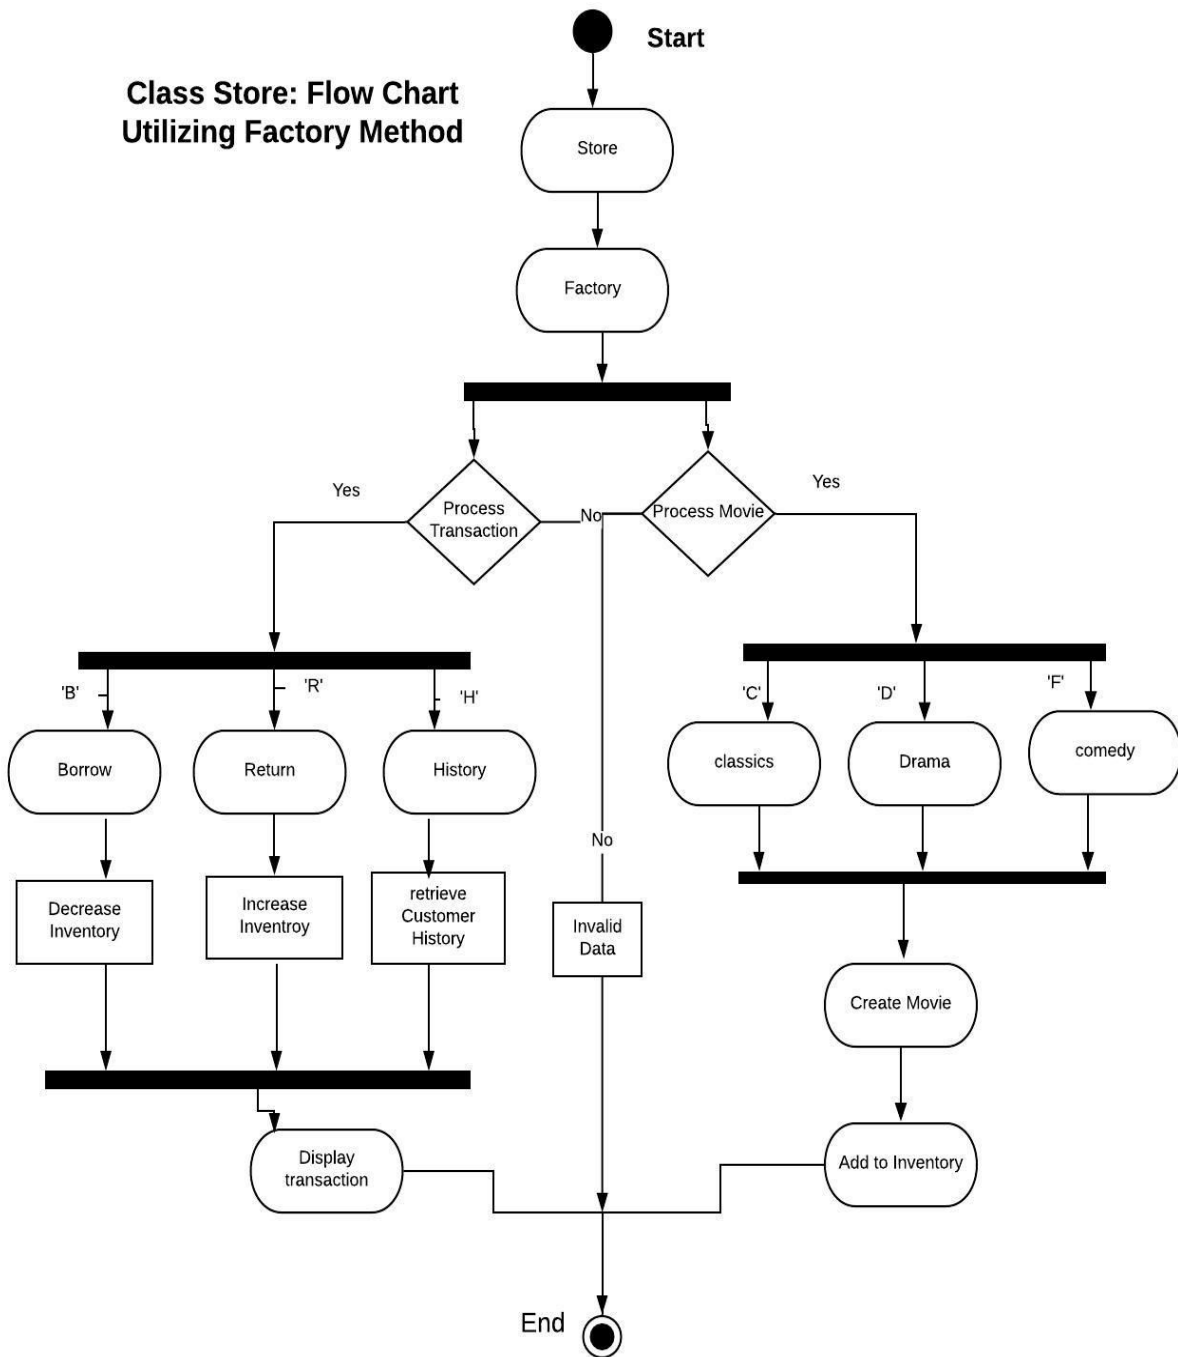 Start
Class Store: Flow Chart
Utilizing Factory Method
Store
Factory
Yes
Process
Transaction
No
Process Movie
Yes
'B'
'R'
'H'
'C'
'D'
'F'
Borrow
Return
History
classics
Drama
comedy
No
Decrease
Inventory
Increase
Inventroy
retrieve
Customer
History
Invalid
Data
Create Movie
Display
transaction
Add to Inventory
End